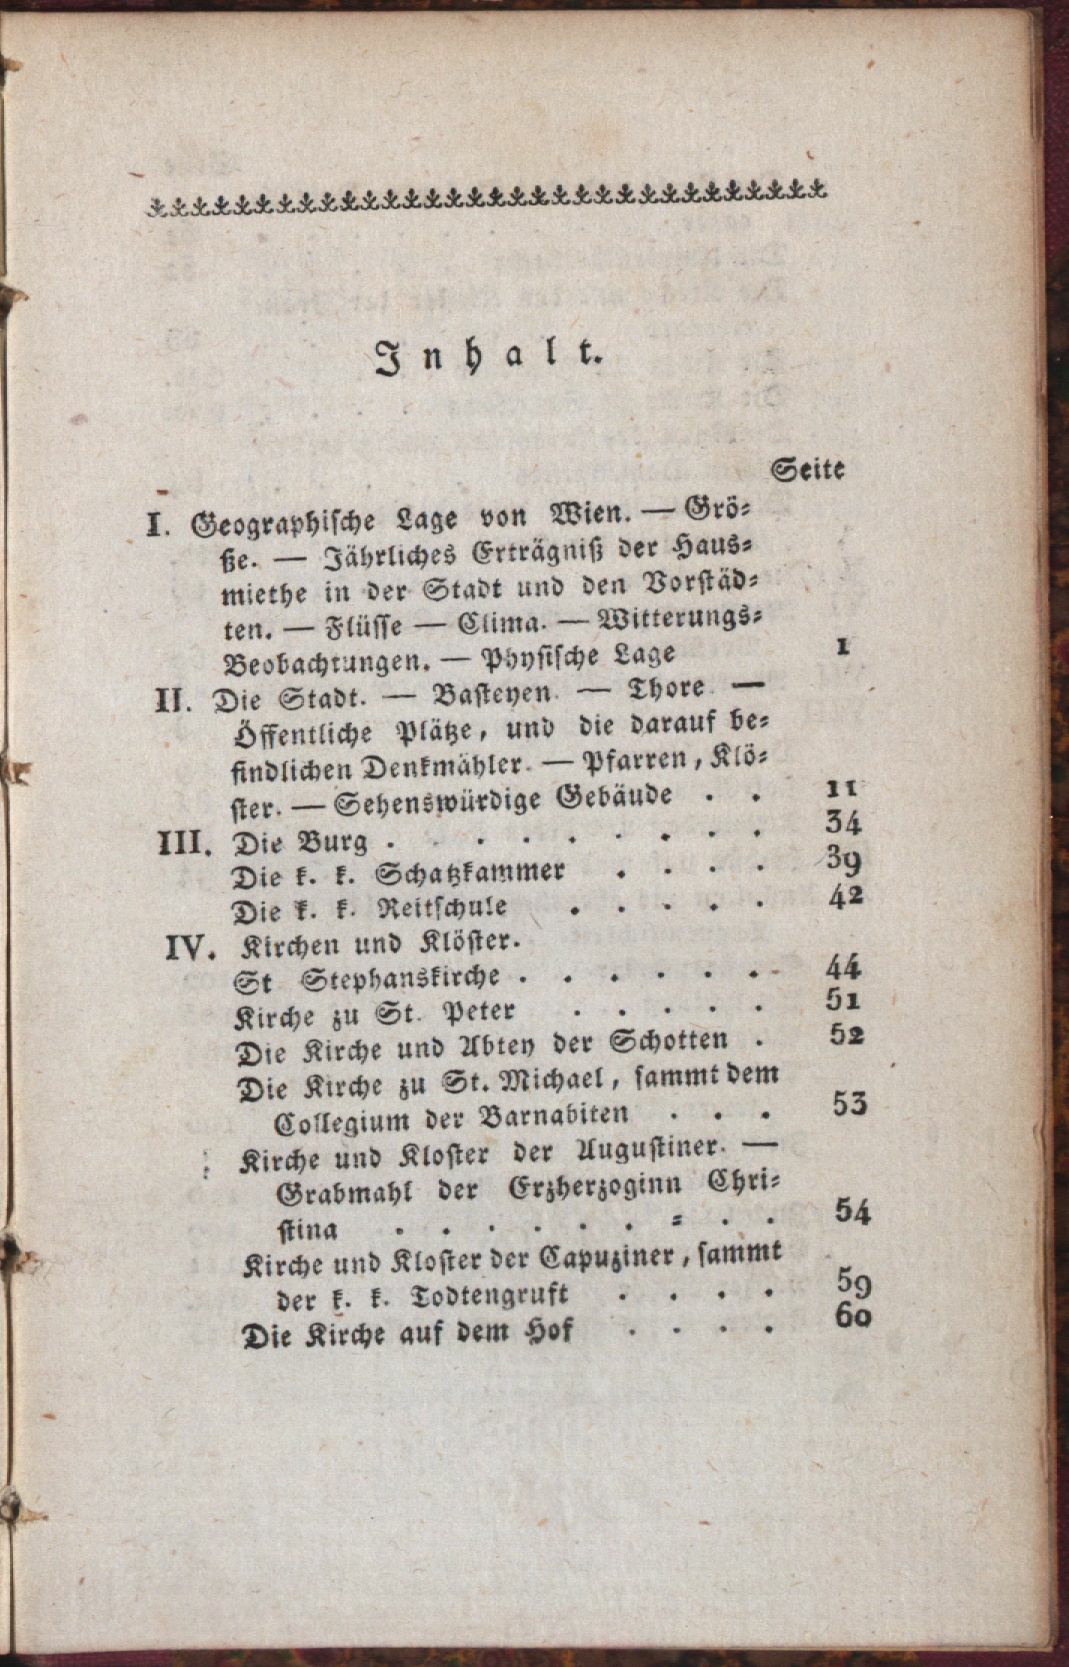 Inhalt.
Seite
I. Geographische Lage von Wien. — Grö-
ße. — Jährliches Erträgniß der Haus-
miethe in der Stadt und den Vorstäd-
ten. — Flüsse — Clima. — Witterungs-
Beobachtungen. — Physische Lage 1
II. Die Stadt. — Basteyen. — Thore — 
Öffentliche Plätze, und die darauf be-
findlichen Denkmähler. — Pfarren, Klö-
ster. — Sehenswürdige Gebäude . . 11
III. Die Burg . . . . . . . . . 34
Die k. k. Schatzkammer . . . . 39
Die k. k. Reitschule . . . . . 42
IV. Kirchen und Klöster.
St Stephanskirche . . . . . . 44
Kirche zu St. Peter . . . . . 51
Die Kirche und Abtey der Schotten . 52
Die Kirche zu St. Michael, sammt dem
Collegium der Barnabiten . . . 53
Kirche und Kloster der Augustiner. —
Grabmahl der Erzherzoginn Chri-
stina . . . . . . = . . 54
Kirche und Kloster der Capuziner, sammt
der k. k. Todtengruft . . . . 59
Die Kirche auf dem Hof . . . . 60